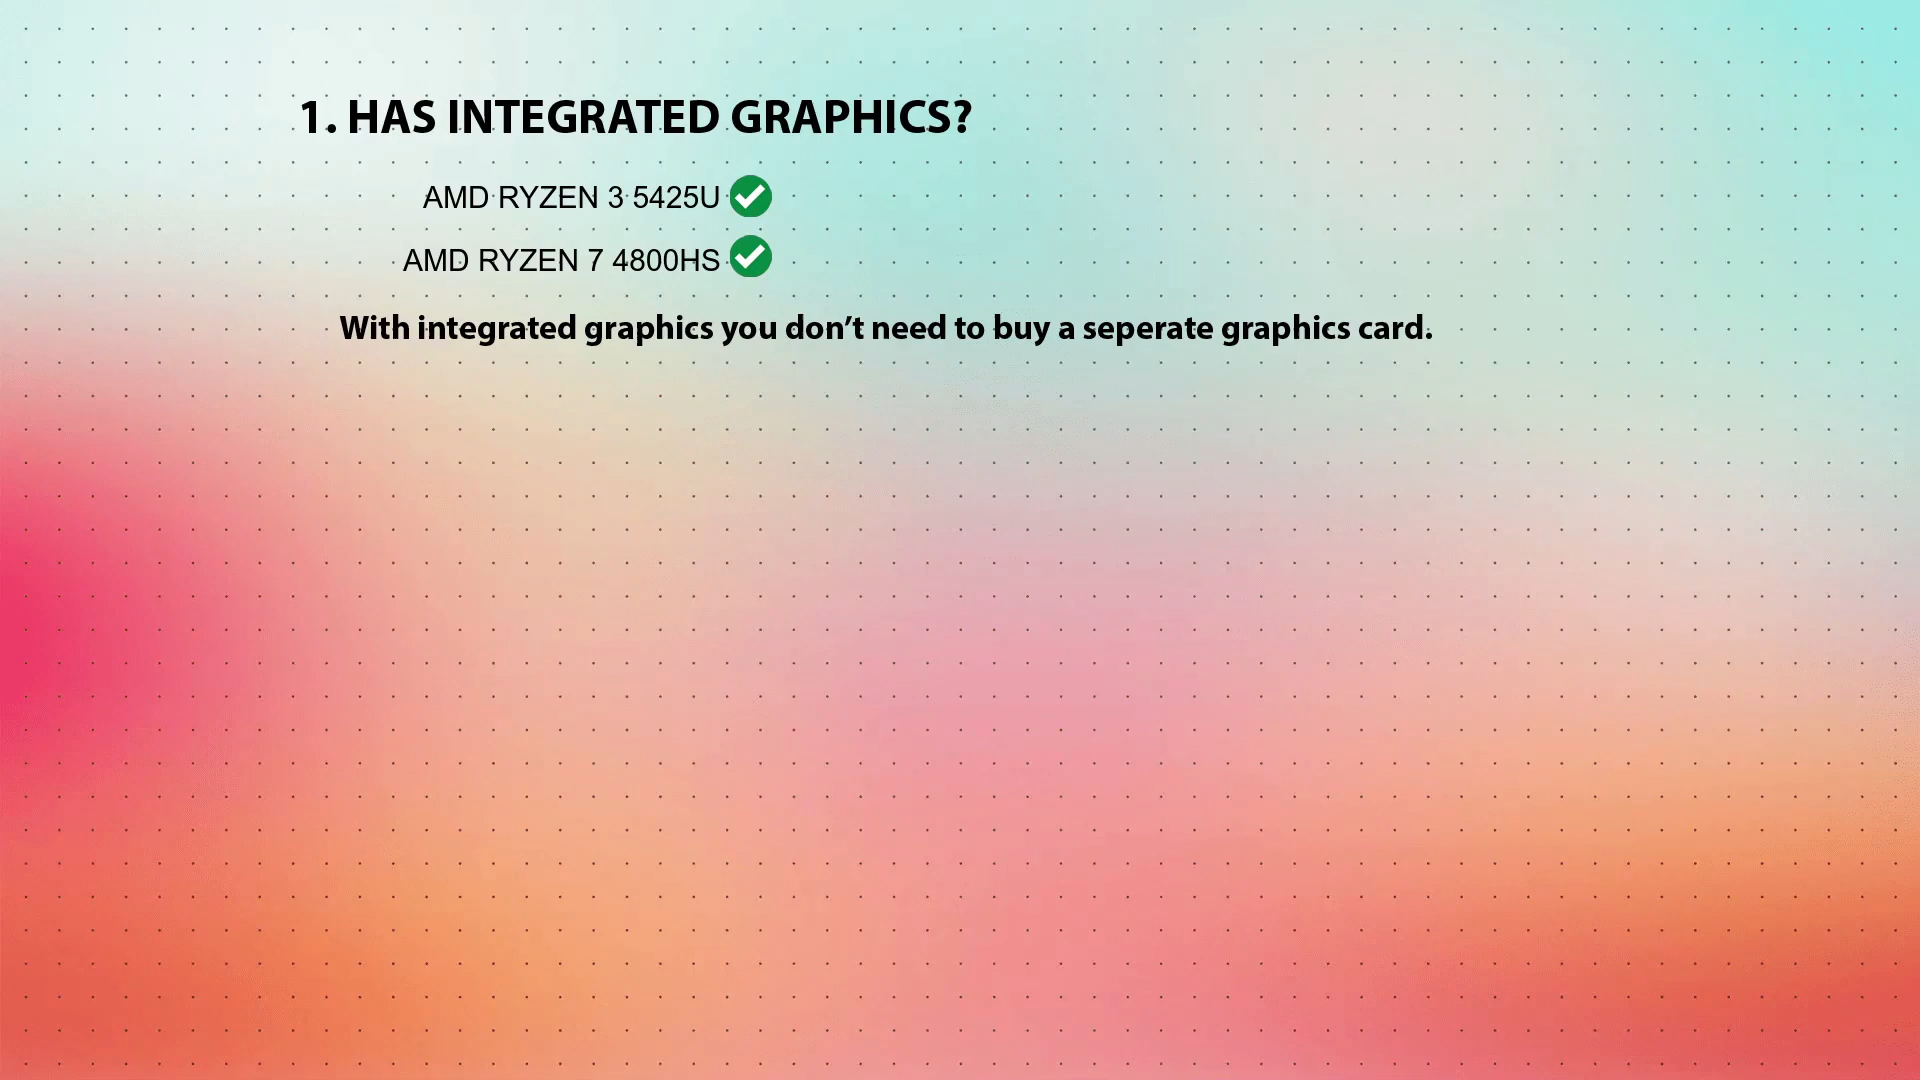 1. HAS INTEGRATED GRAPHICS?
AMD RYZEN 3 5425U
AMD RYZEN 7 4800HS
With integrated graphics you don’t need to buy a seperate graphics card.